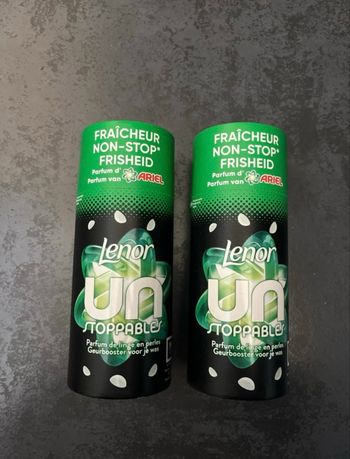 FRAÎCHEUR
NON-STOP*
FRISHEID
Parfum d'
Parfum van ARIEL
Lenor
UN
STOPPABLES
Parfum de linge en perles
Geurbooster voor je was
FRAÎCHEUR
NON-STOP*
FRISHEID
Parfum d'
Parfum van ARIEL
Lenor
UN
STOPPABLES
Parfum de linge en perles
Geurbooster voor je was